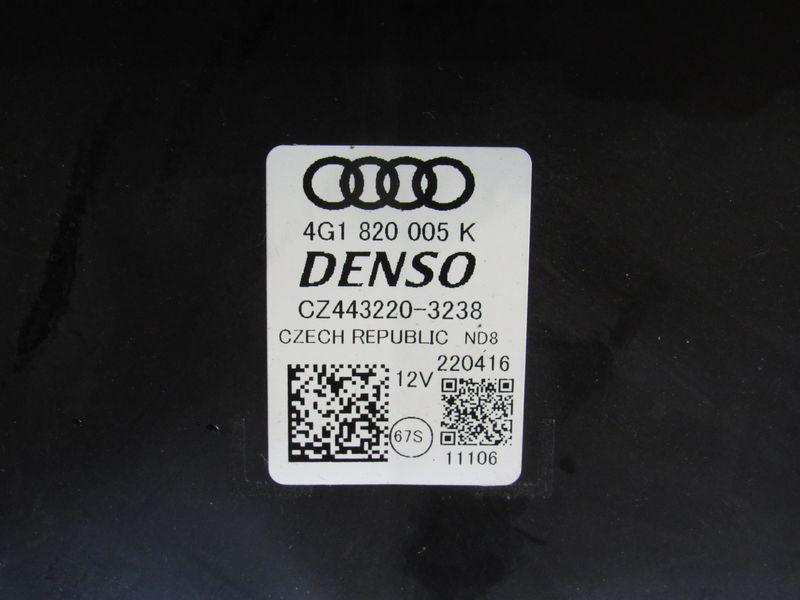 4G1 820 005 K
DENSO
CZ443220-3238
CZECH REPUBLIC ND8
220416
12V
67S
11106